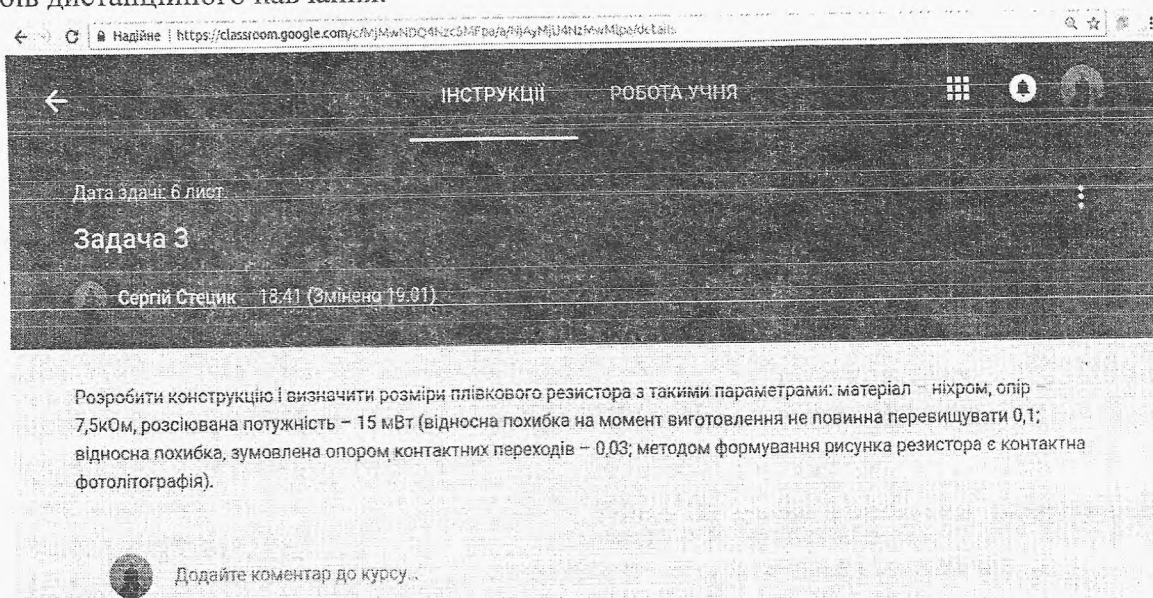 дистанційного навчання.
Надійне | https://classroom.google.com/c/
ІНСТРУКЦІЇ РОБОТА УЧНЯ
Дата здачі: 6 лист.
Задача 3
Сергій Стецик 18:41 (Змінено 19:01)
Розробити конструкцію і визначити розміри плівкового резистора з такими параметрами: матеріал – ніхром, опір –
7,5кОм, розсіювана потужність – 15 мВт (відносна похибка на момент виготовлення не повинна перевищувати 0,1;
відносна похибка, зумовлена опором контактних переходів – 0,03; методом формування рисунка резистора є контактна
фотолітографія).
Додайте коментар до курсу...